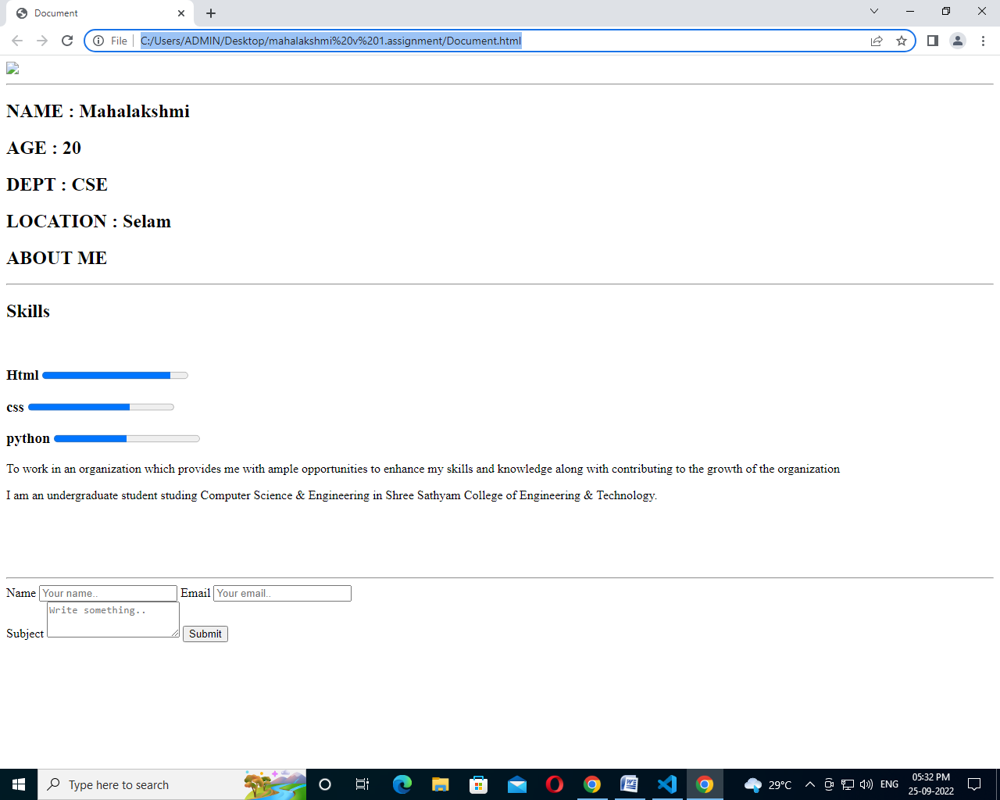 Document
File
C:/Users/ADMIN/Desktop/mahalakshmi%20v%201.assignment/Document.html
NAME : Mahalakshmi
AGE : 20
DEPT : CSE
LOCATION : Selam
ABOUT ME
Skills
Html
css
python
To work in an organization which provides me with ample opportunities to enhance my skills and knowledge along with contributing to the growth of the organization
I am an undergraduate student studing Computer Science & Engineering in Shree Sathyam College of Engineering & Technology.
Name Your name.. Email Your email..
Write something..
Subject Submit
Type here to search
29°C
ENG
05:32 PM
25-09-2022